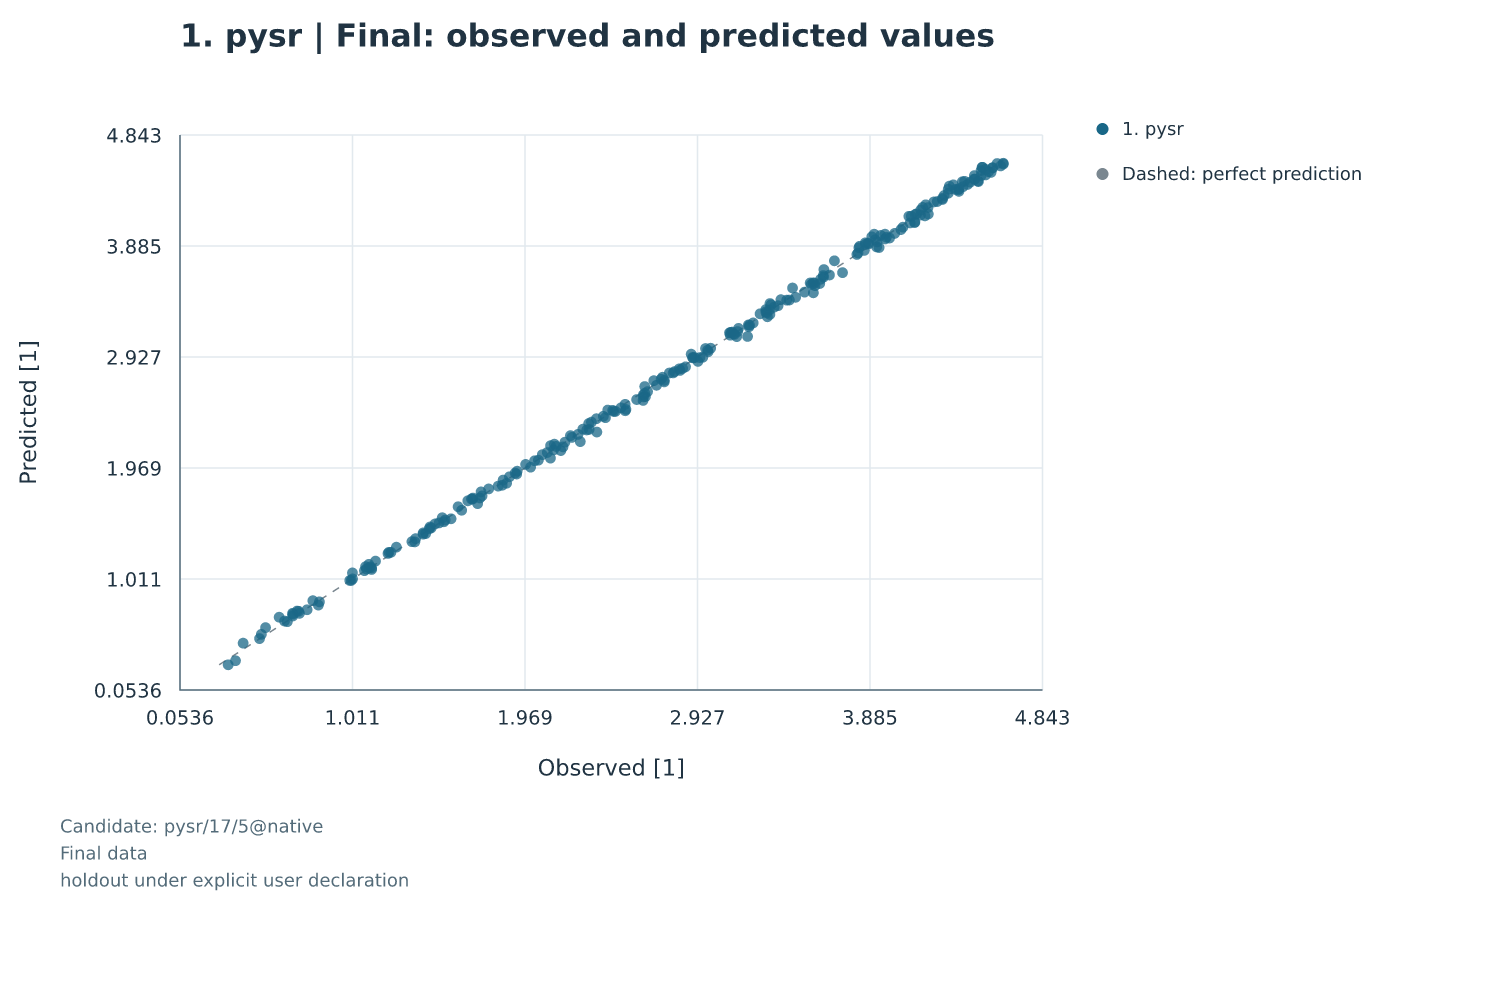 1. pysr | Final: observed and predicted values
1. pysr
Dashed: perfect prediction
Predicted [1]
4.843
3.885
2.927
1.969
1.011
0.0536
0.0536
1.011
1.969
2.927
3.885
4.843
Observed [1]
Candidate: pysr/17/5@native
Final data
holdout under explicit user declaration